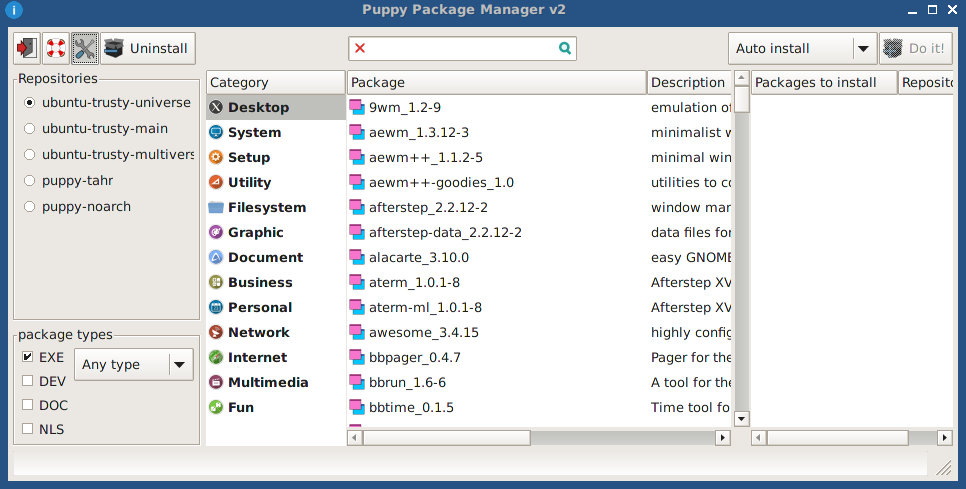 Puppy Package Manager v2
Uninstall
Auto install
Do it!
Repositories
ubuntu-trusty-universe
ubuntu-trusty-main
ubuntu-trusty-multivers
puppy-tahr
puppy-noarch
package types
EXE
Any type
DEV
DOC
NLS
Category Package Description
Desktop 9wm_1.2-9 emulation of
System aewm_1.3.12-3 minimalist w
Setup aewm++_1.1.2-5 minimal win
Utility aewm++-goodies_1.0 utilities to co
Filesystem afterstep_2.2.12-2 window mar
Graphic afterstep-data_2.2.12-2 data files for
Document alacarte_3.10.0 easy GNOME
Business aterm_1.0.1-8 Afterstep XV
Personal aterm-ml_1.0.1-8 Afterstep XV
Network awesome_3.4.15 highly config
Internet bbpager_0.4.7 Pager for the
Multimedia bbrun_1.6-6 A tool for the
Fun bbtime_0.1.5 Time tool fo
Packages to install Reposito